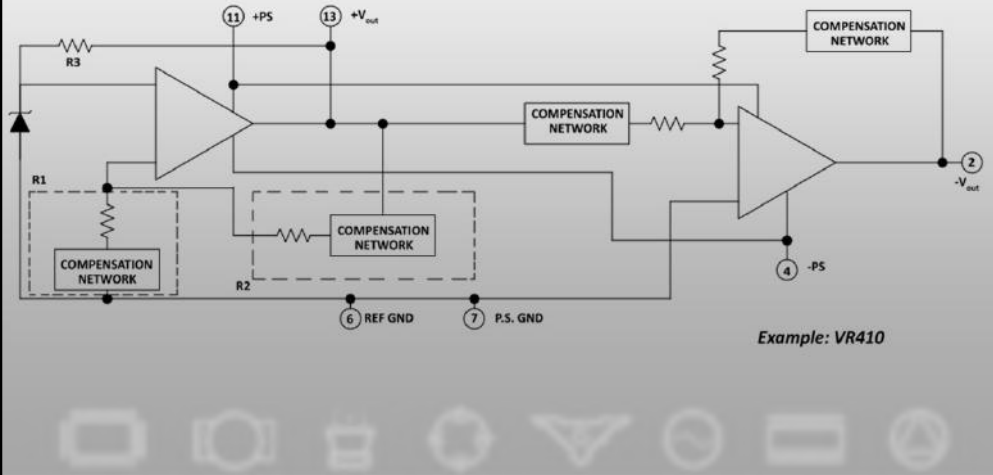 11 +PS
13 +Vout
R3
COMPENSATION
NETWORK
COMPENSATION
NETWORK
R1
COMPENSATION
NETWORK
2
-Vout
COMPENSATION
NETWORK
R2
4 -PS
6 REF GND
7 P.S. GND
Example: VR410